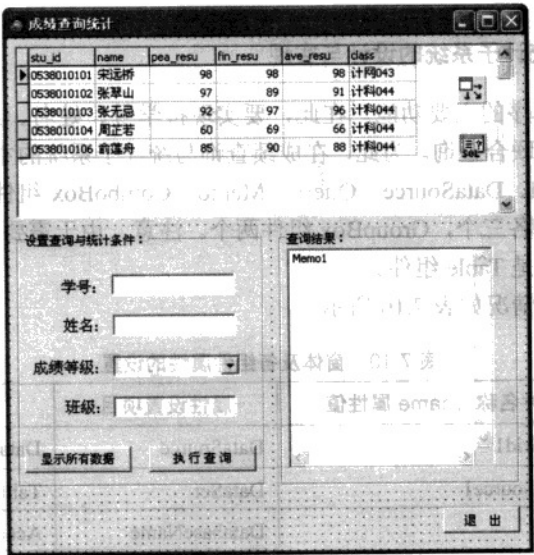 成绩查询统计
stu_id name pea_resu fin_resu ave_resu class
0538010101 宋远桥 98 98 98 计网043
0538010102 张翠山 97 89 91 计科044
0538010103 张无忌 92 97 96 计科044
0538010104 周正若 60 69 66 计科044
0538010106 俞莲舟 85 90 88 计科044
SQL
设置查询与统计条件：
学号：
姓名：
成绩等级：
班级：
显示所有数据 执行查询
查询结果：
Memo1
退 出